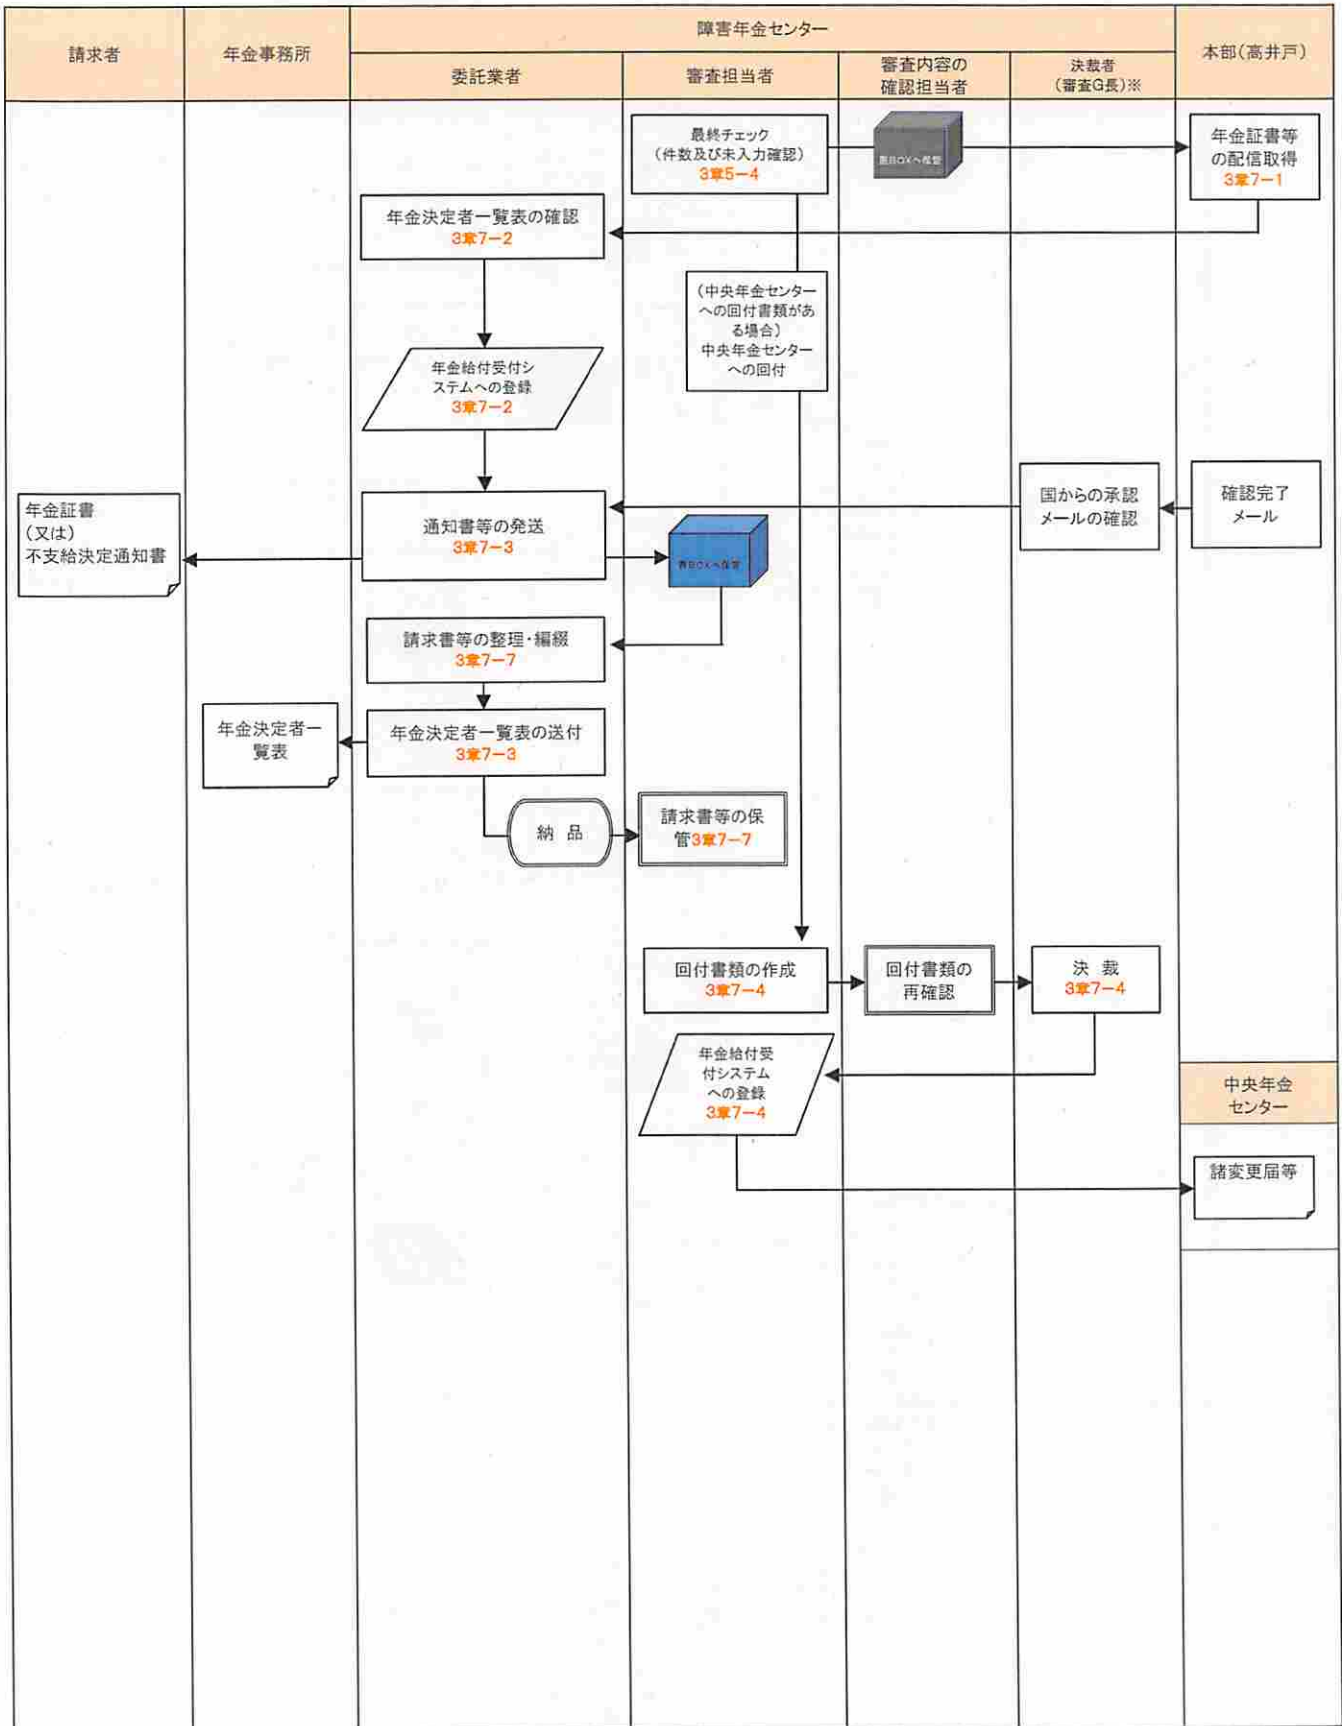 請求者
年金事務所
障害年金センター
本部(高井戸)
委託業者
審査担当者
審査内容の
確認担当者
決裁者
(審査G長)※
最終チェック
(件数及び未入力確認)
3章5-4
黒BOXへ保管
年金証書等
の配信取得
3章7-1
年金決定者一覧表の確認
3章7-2
(中央年金センター
への回付書類があ
る場合)
中央年金センター
への回付
年金給付受付シ
ステムへの登録
3章7-2
国からの承認
メールの確認
確認完了
メール
年金証書
(又は)
不支給決定通知書
通知書等の発送
3章7-3
青BOXへ保管
請求書等の整理・編綴
3章7-7
年金決定者一
覧表
年金決定者一覧表の送付
3章7-3
納 品
請求書等の保
管3章7-7
回付書類の作成
3章7-4
回付書類の
再確認
決 裁
3章7-4
年金給付受
付システム
への登録
3章7-4
中央年金
センター
諸変更届等